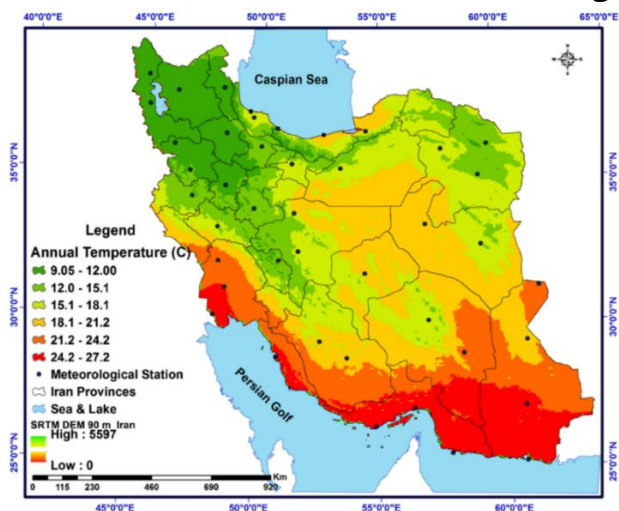 40°0'0"E 45°0'0"E 50°0'0"E 55°0'0"E 60°0'0"E 65°0'0"E
Caspian Sea
35°0'0"N 35°0'0"N
Legend
Annual Temperature (C)
9.05 - 12.00
12.0 - 15.1
15.1 - 18.1
18.1 - 21.2
21.2 - 24.2
24.2 - 27.2
Meteorological Station
Iran Provinces
Sea & Lake
SRTM DEM 90 m_Iran
High : 5597
Low : 0
30°0'0"N 30°0'0"N
Persian Golf
25°0'0"N 25°0'0"N
Km
0 115 230 460 690 920
45°0'0"E 50°0'0"E 55°0'0"E 60°0'0"E